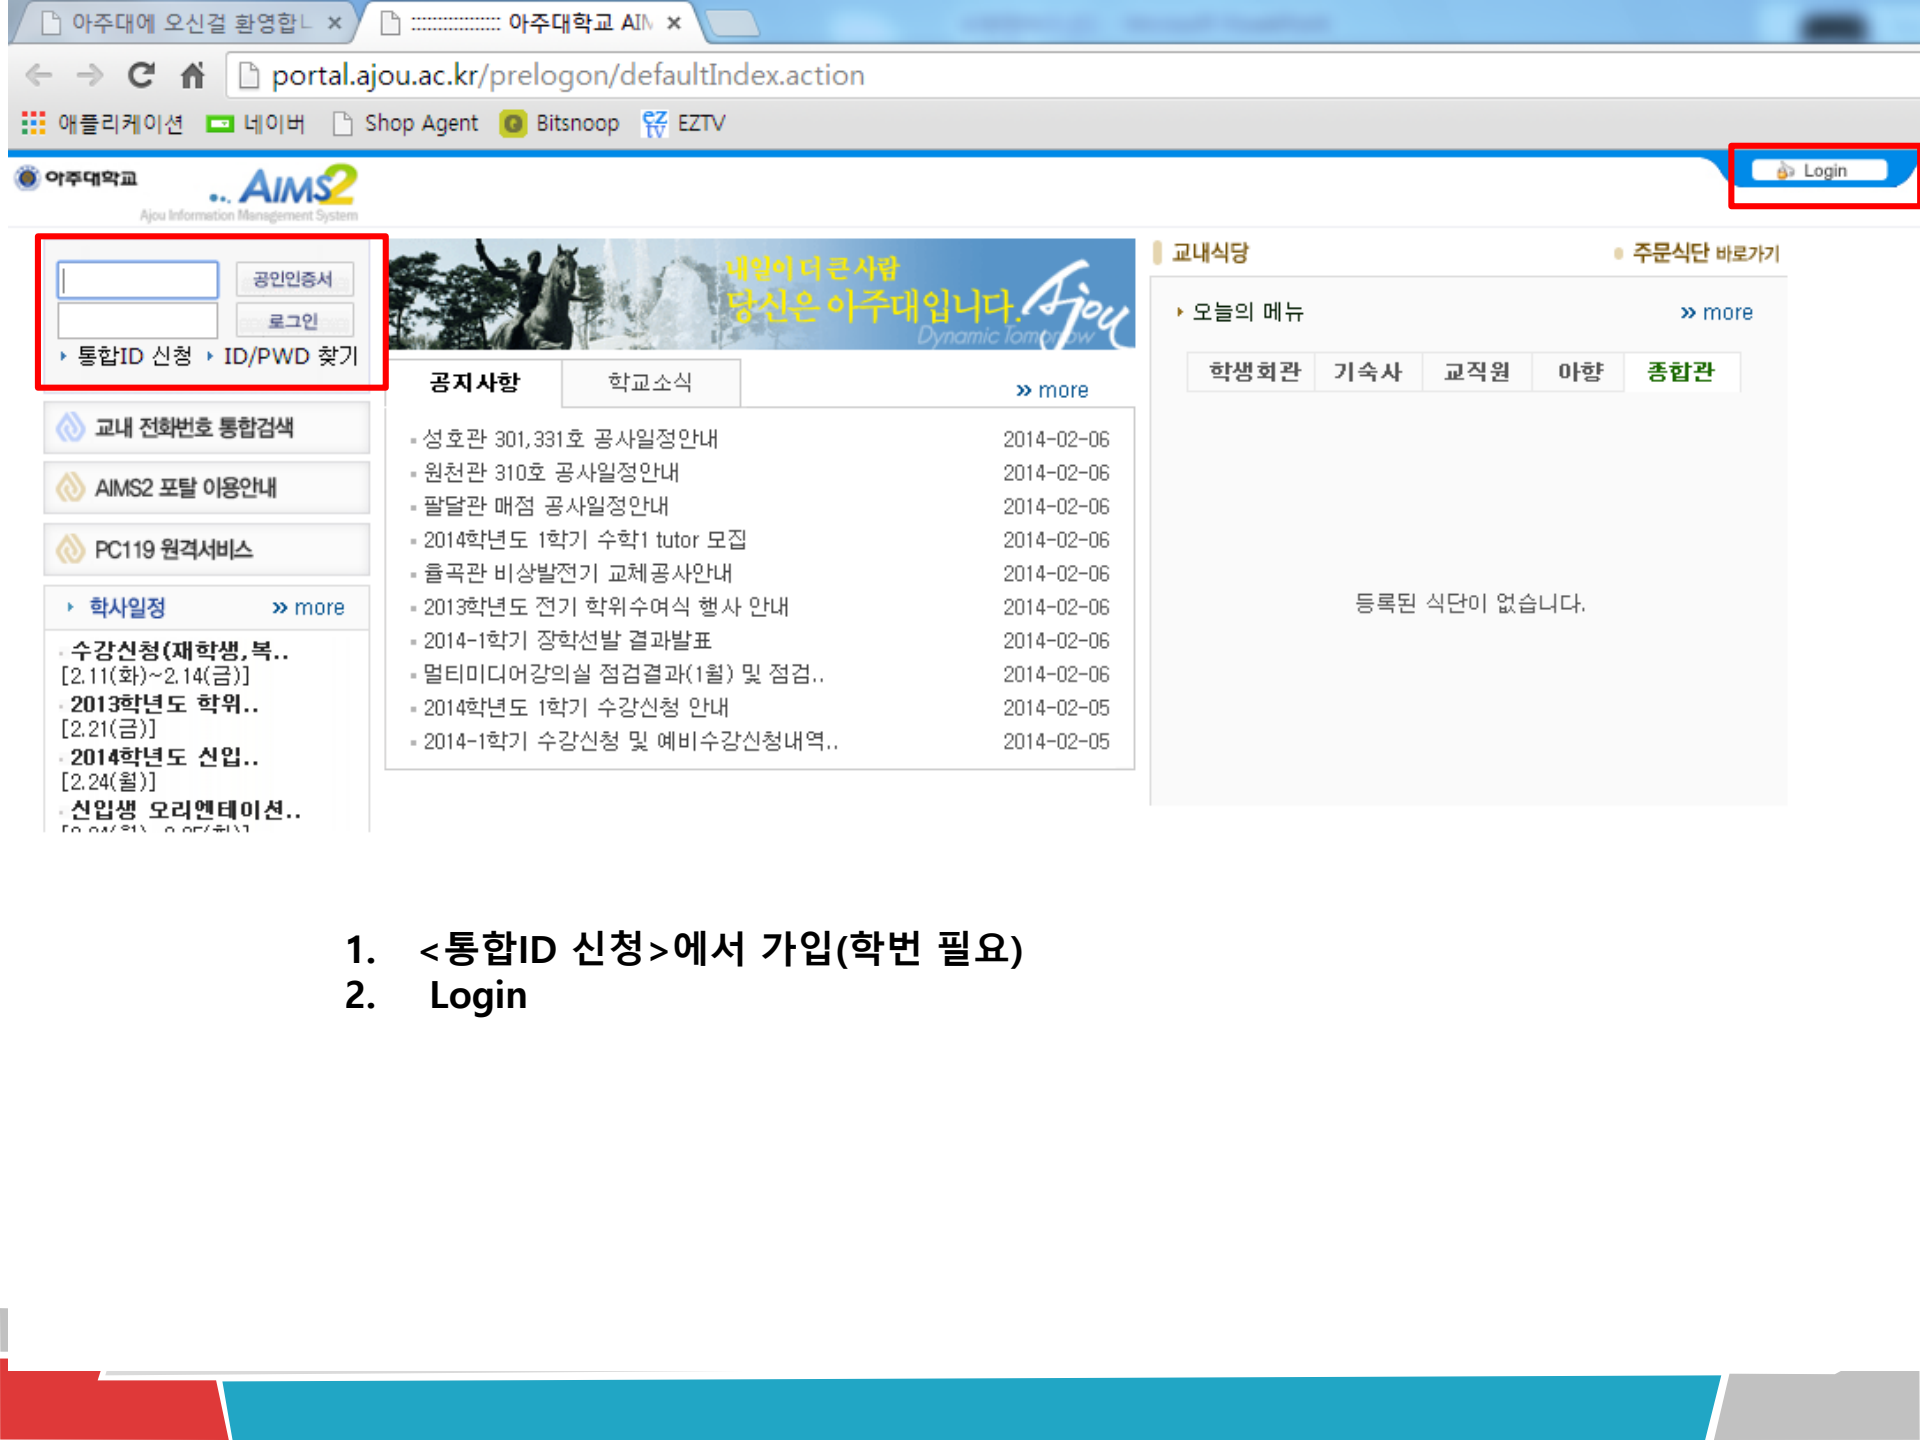 아주대에 오신걸 환영합니
:::::::::::::::::: 아주대학교 AIM
portal.ajou.ac.kr/prelogon/defaultIndex.action
애플리케이션 네이버 Shop Agent Bitsnoop EZTV
Login
아주대학교
AIMS2
Ajou Information Management System
공인인증서
로그인
통합ID 신청 ID/PWD 찾기
교내 전화번호 통합검색
AIMS2 포탈 이용안내
PC119 원격서비스
학사일정 » more
수강신청(재학생,복..
[2.11(화)~2.14(금)]
2013학년도 학위..
[2.21(금)]
2014학년도 신입..
[2.24(월)]
신입생 오리엔테이션..
내일이 더 큰 사람
당신은 아주대입니다.
Ajou
Dynamic Tomorrow
공지사항 학교소식 » more
성호관 301,331호 공사일정안내 2014-02-06
원천관 310호 공사일정안내 2014-02-06
팔달관 매점 공사일정안내 2014-02-06
2014학년도 1학기 수학1 tutor 모집 2014-02-06
율곡관 비상발전기 교체공사안내 2014-02-06
2013학년도 전기 학위수여식 행사 안내 2014-02-06
2014-1학기 장학선발 결과발표 2014-02-06
멀티미디어강의실 점검결과(1월) 및 점검.. 2014-02-06
2014학년도 1학기 수강신청 안내 2014-02-05
2014-1학기 수강신청 및 예비수강신청내역.. 2014-02-05
교내식당 주문식단 바로가기
오늘의 메뉴 » more
학생회관 기숙사 교직원 아향 종합관
등록된 식단이 없습니다.
1. <통합ID 신청>에서 가입(학번 필요)
2. Login